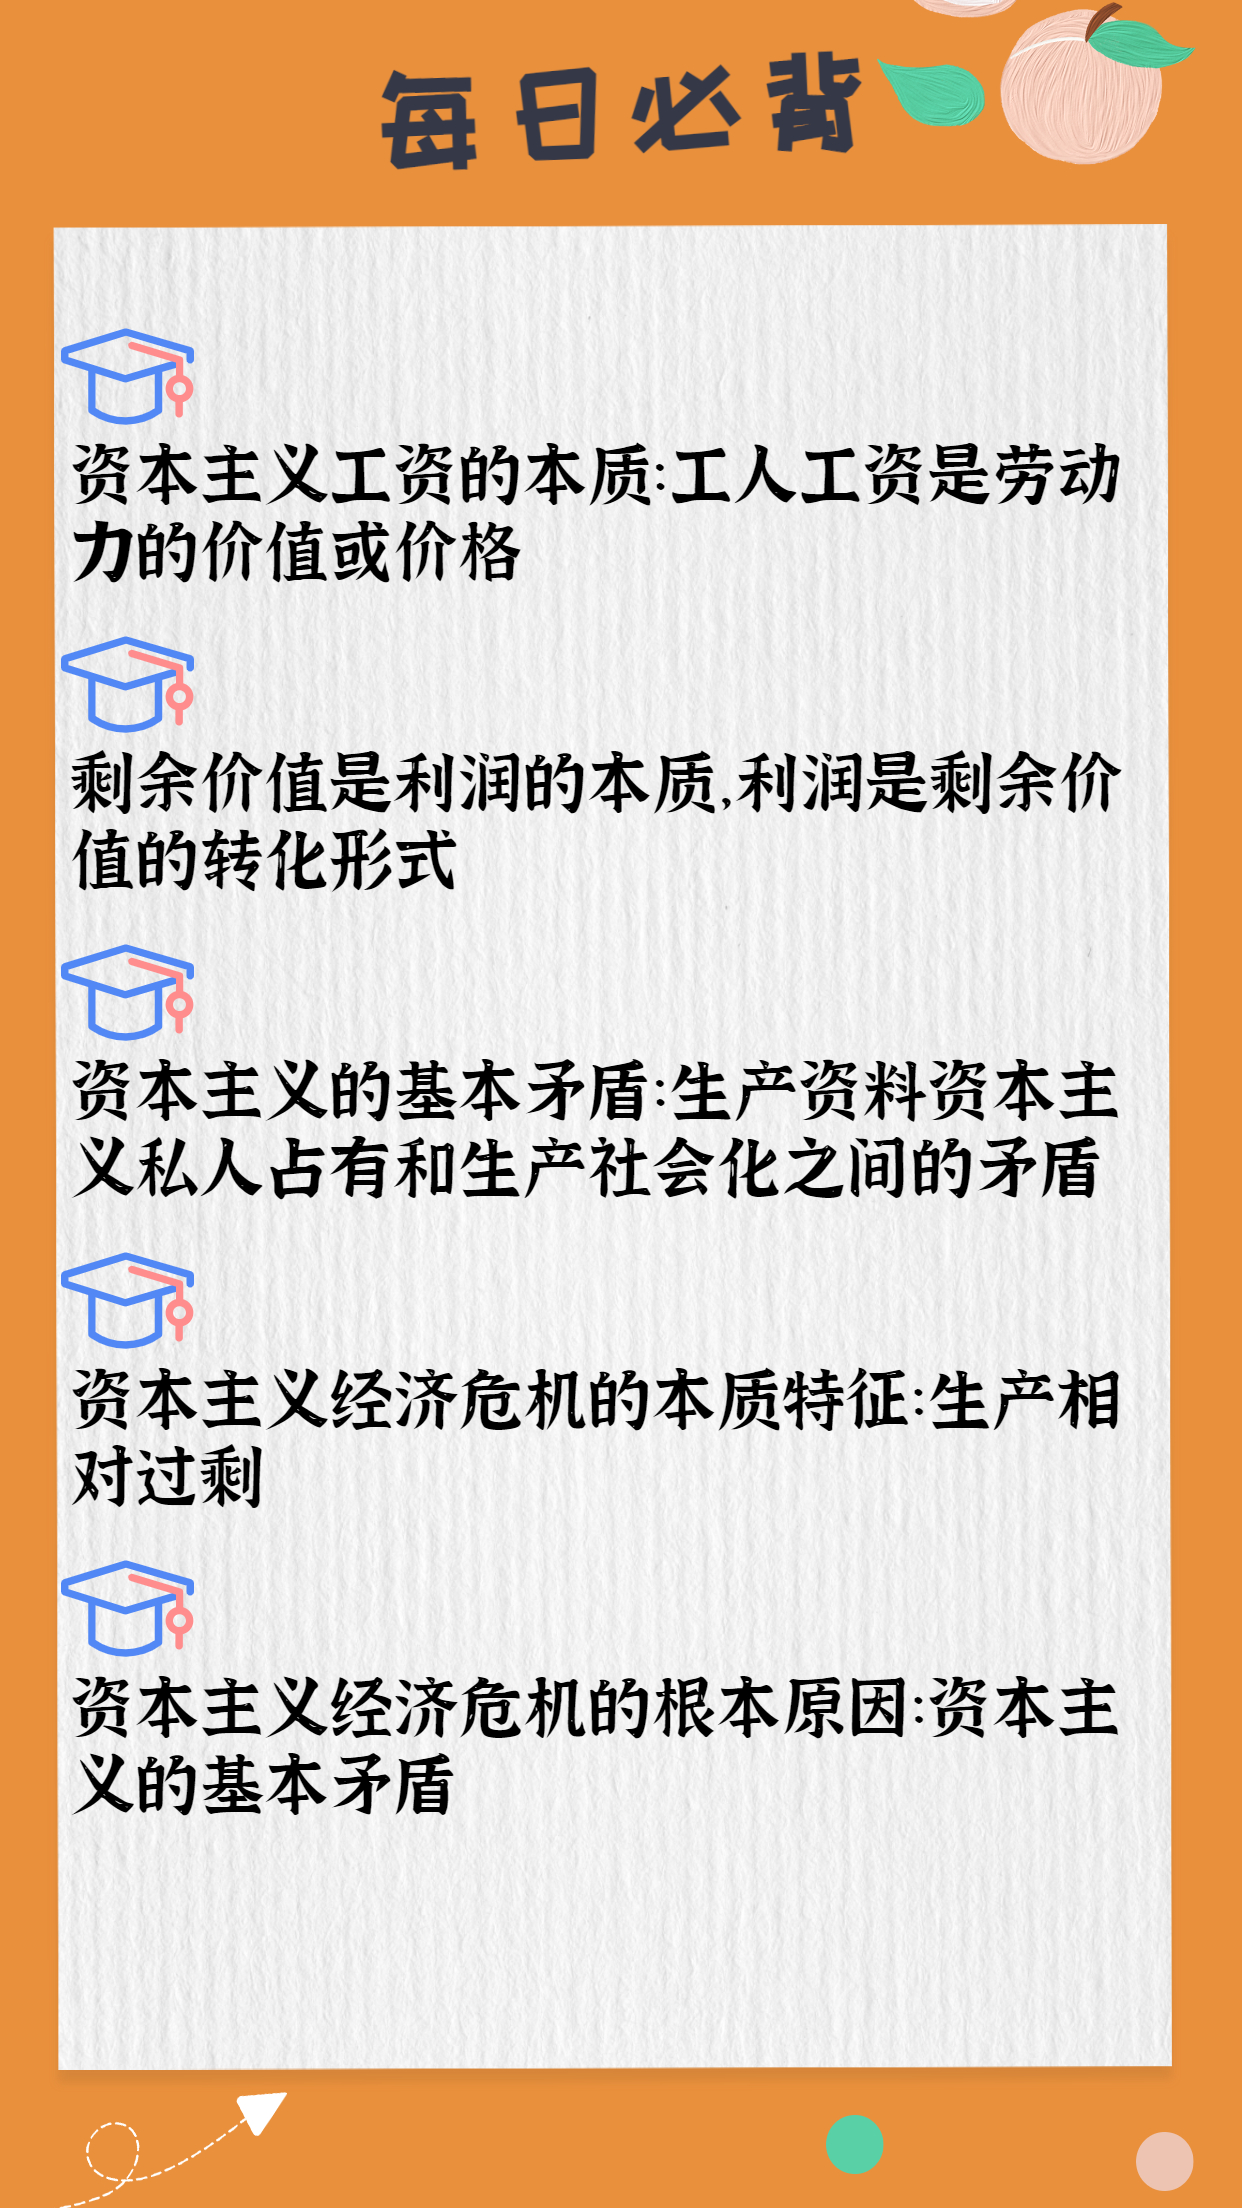 每日必背
资本主义工资的本质:工人工资是劳动
力的价值或价格
剩余价值是利润的本质,利润是剩余价
值的转化形式
资本主义的基本矛盾:生产资料资本主
义私人占有和生产社会化之间的矛盾
资本主义经济危机的本质特征:生产相
对过剩
资本主义经济危机的根本原因:资本主
义的基本矛盾